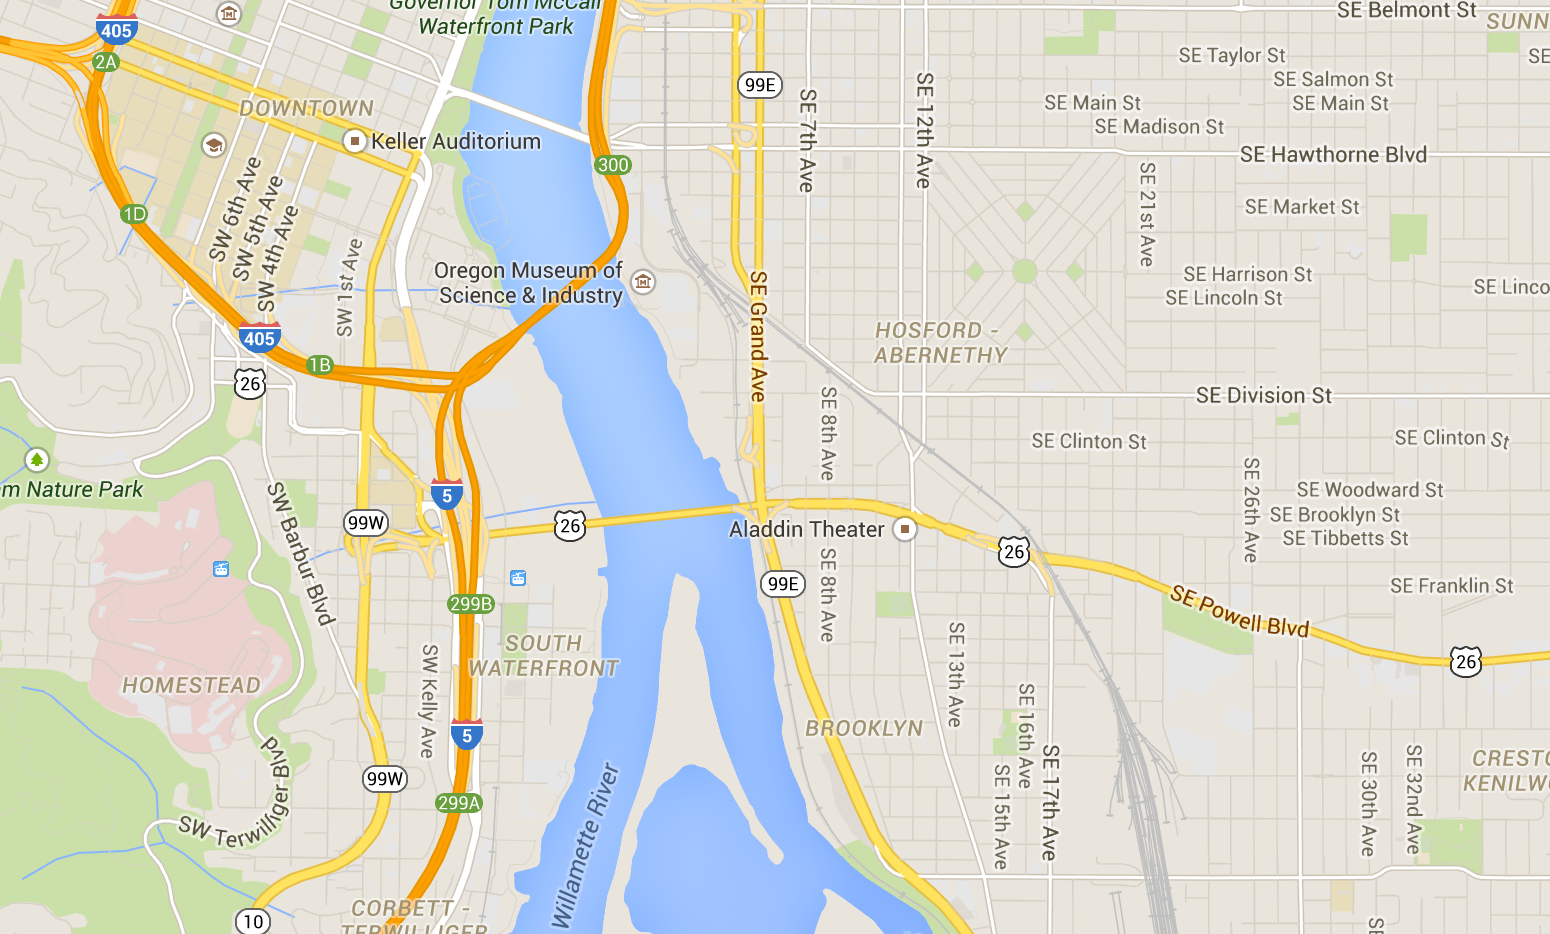 Governor Tom McCall
Waterfront Park
SE Belmont St
SUNN
405
2A
SE Taylor St
SE
99E
SE Salmon St
SE Main St
SE Main St
DOWNTOWN
SE Madison St
Keller Auditorium
SE 7th Ave
SE 12th Ave
300
SE Hawthorne Blvd
SE 21st Ave
1D
SW 6th Ave
SW 5th Ave
SW 4th Ave
SE Market St
SW 1st Ave
Oregon Museum of
Science & Industry
SE Harrison St
SE Lincoln St
SE Linco
SE Grand Ave
405
HOSFORD -
ABERNETHY
1B
26
SE Division St
SE 8th Ave
SE Clinton St
SE Clinton St
m Nature Park
5
SE Woodward St
SE 26th Ave
SE Brooklyn St
SE Tibbetts St
SW Barbur Blvd
99W
26
Aladdin Theater
26
SE 8th Ave
99E
SE Franklin St
299B
SE Powell Blvd
SOUTH
WATERFRONT
26
SW Kelly Ave
SE 13th Ave
HOMESTEAD
SE 16th Ave
BROOKLYN
5
SW Terwilliger Blvd
99W
SE 15th Ave
SE 17th Ave
SE 30th Ave
SE 32nd Ave
CRESTO
KENILWO
299A
Willamette River
10
CORBETT -
TERWILLIGER
SE